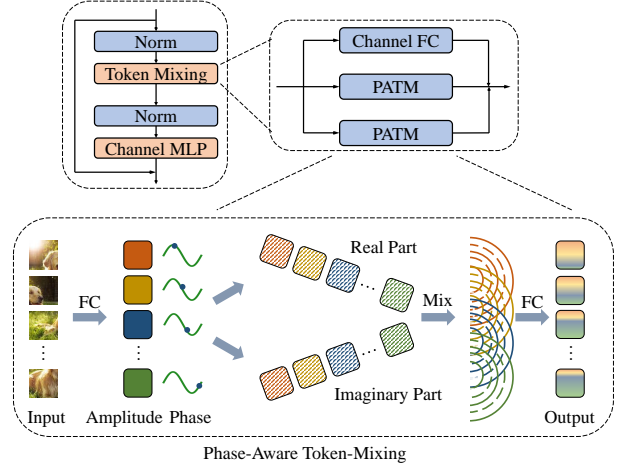 Norm
Token Mixing
Norm
Channel MLP
Channel FC
PATM
PATM
Real Part
FC
Mix
FC
Imaginary Part
Input
Amplitude
Phase
Output
Phase-Aware Token-Mixing